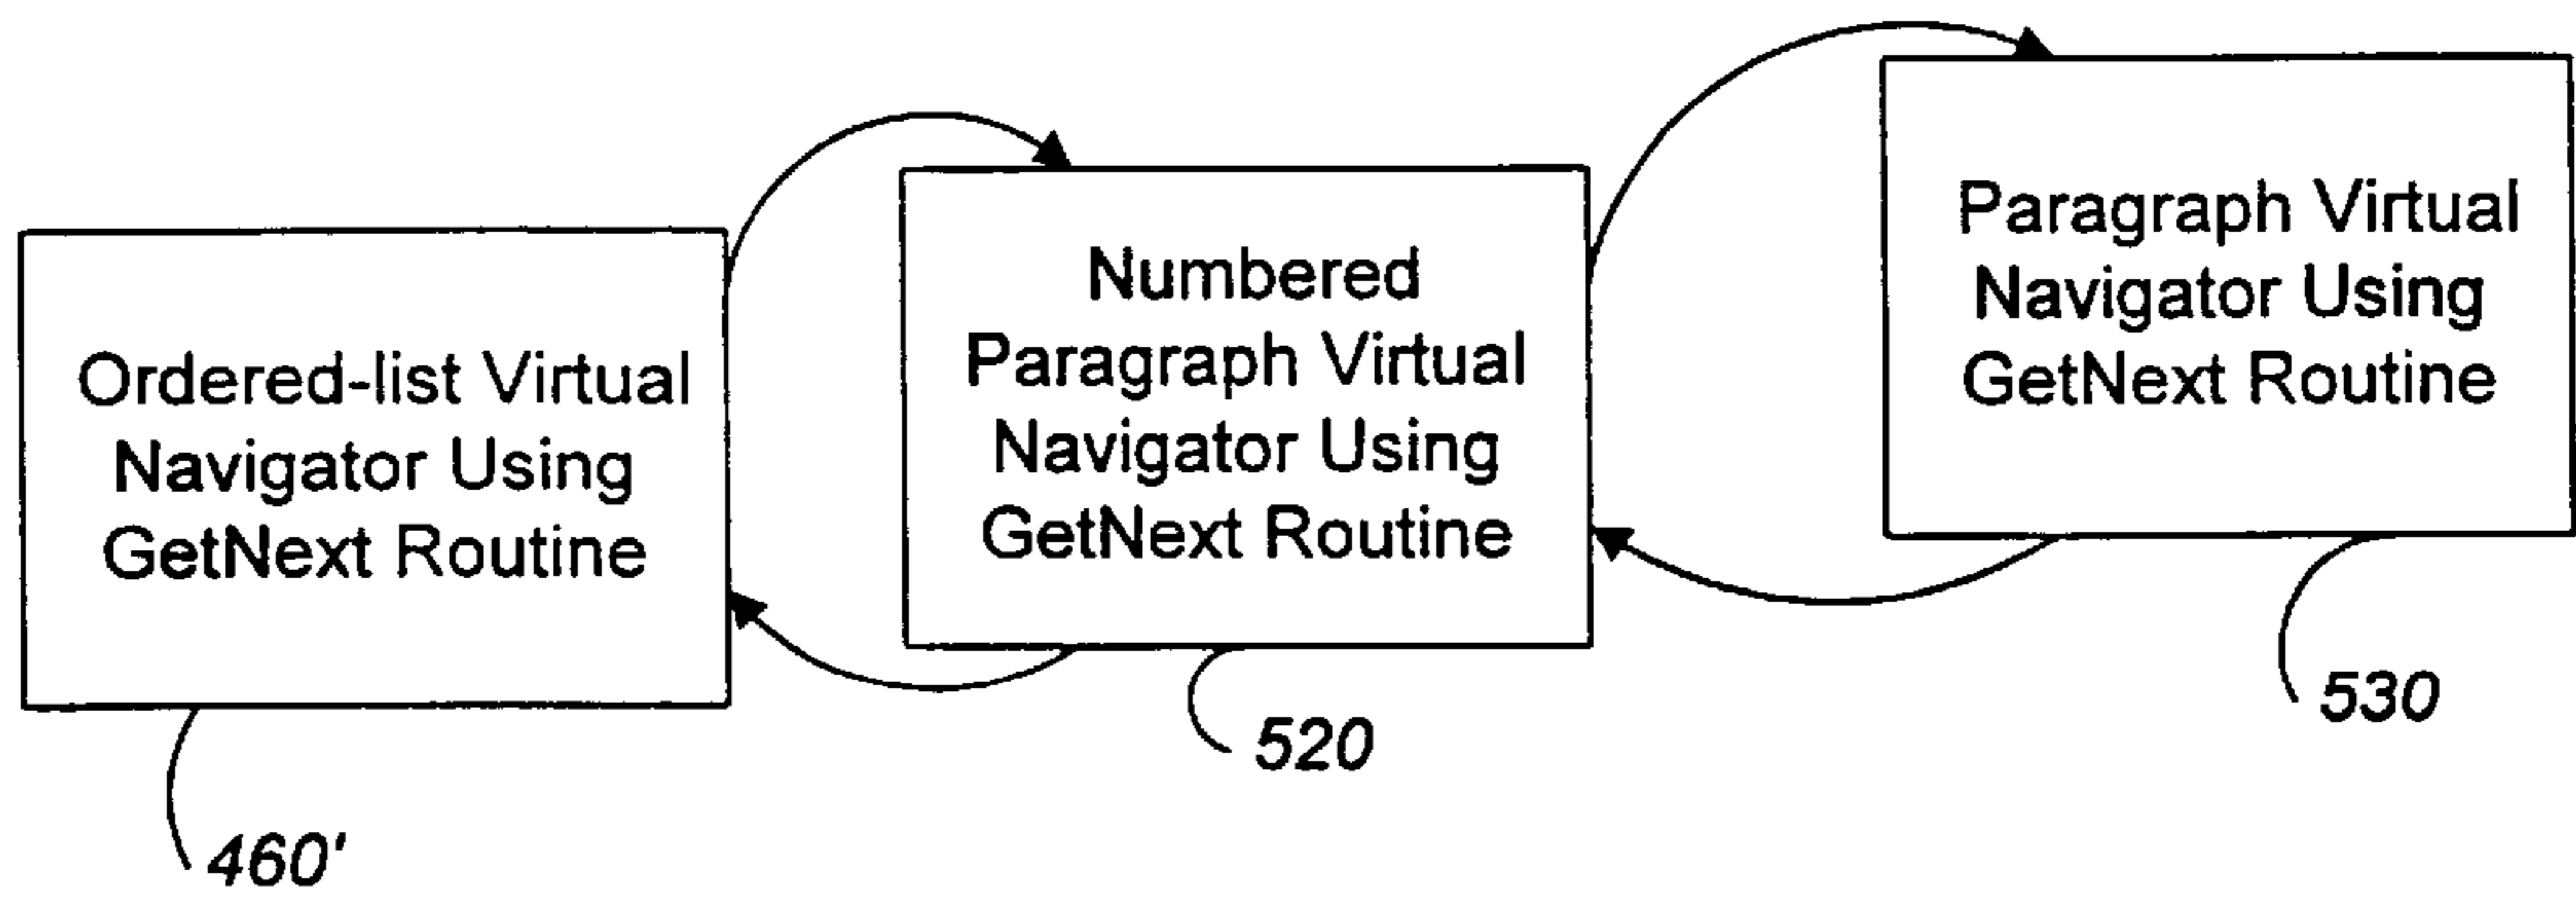 Ordered-list Virtual
Navigator Using
GetNext Routine
460'
Numbered
Paragraph Virtual
Navigator Using
GetNext Routine
520
Paragraph Virtual
Navigator Using
GetNext Routine
530